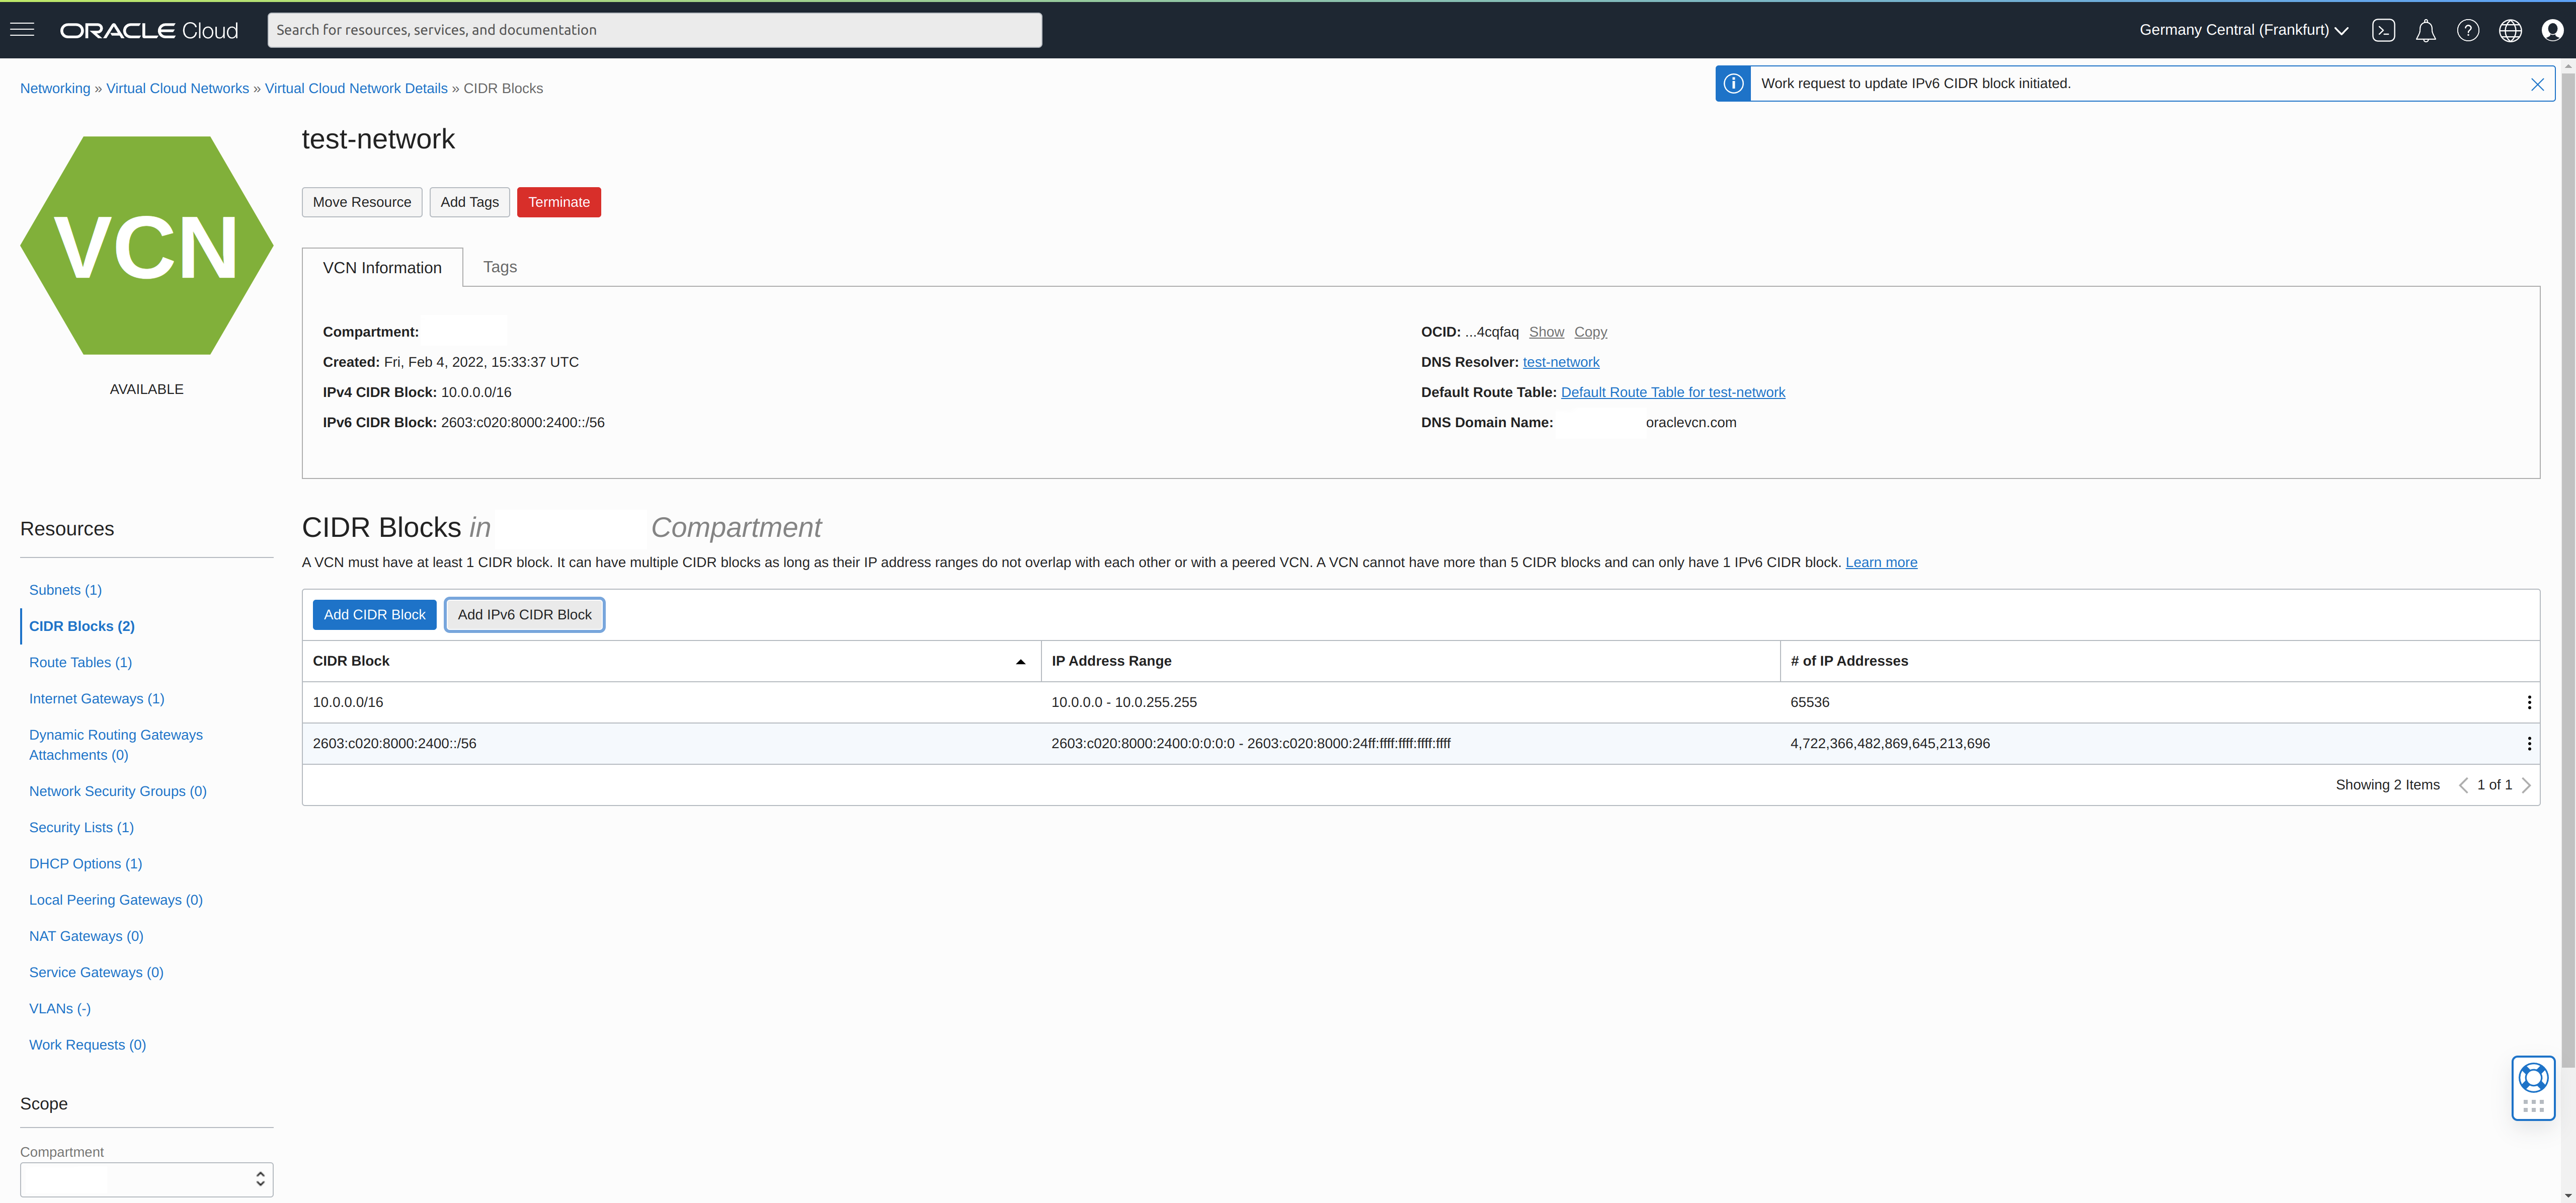 ORACLE Cloud
Search for resources, services, and documentation
Germany Central (Frankfurt)
Networking » Virtual Cloud Networks » Virtual Cloud Network Details » CIDR Blocks
Work request to update IPv6 CIDR block initiated.
VCN
AVAILABLE
test-network
Move Resource Add Tags Terminate
VCN Information Tags
Compartment:
Created: Fri, Feb 4, 2022, 15:33:37 UTC
IPv4 CIDR Block: 10.0.0.0/16
IPv6 CIDR Block: 2603:c020:8000:2400::/56
OCID: ...4cqfaq Show Copy
DNS Resolver: test-network
Default Route Table: Default Route Table for test-network
DNS Domain Name: oraclevcn.com
Resources
Subnets (1)
CIDR Blocks (2)
Route Tables (1)
Internet Gateways (1)
Dynamic Routing Gateways
Attachments (0)
Network Security Groups (0)
Security Lists (1)
DHCP Options (1)
Local Peering Gateways (0)
NAT Gateways (0)
Service Gateways (0)
VLANs (-)
Work Requests (0)
Scope
Compartment
CIDR Blocks in Compartment
A VCN must have at least 1 CIDR block. It can have multiple CIDR blocks as long as their IP address ranges do not overlap with each other or with a peered VCN. A VCN cannot have more than 5 CIDR blocks and can only have 1 IPv6 CIDR block. Learn more
Add CIDR Block Add IPv6 CIDR Block
CIDR Block IP Address Range # of IP Addresses
10.0.0.0/16 10.0.0.0 - 10.0.255.255 65536
2603:c020:8000:2400::/56 2603:c020:8000:2400:0:0:0:0 - 2603:c020:8000:24ff:ffff:ffff:ffff:ffff 4,722,366,482,869,645,213,696
Showing 2 Items 1 of 1